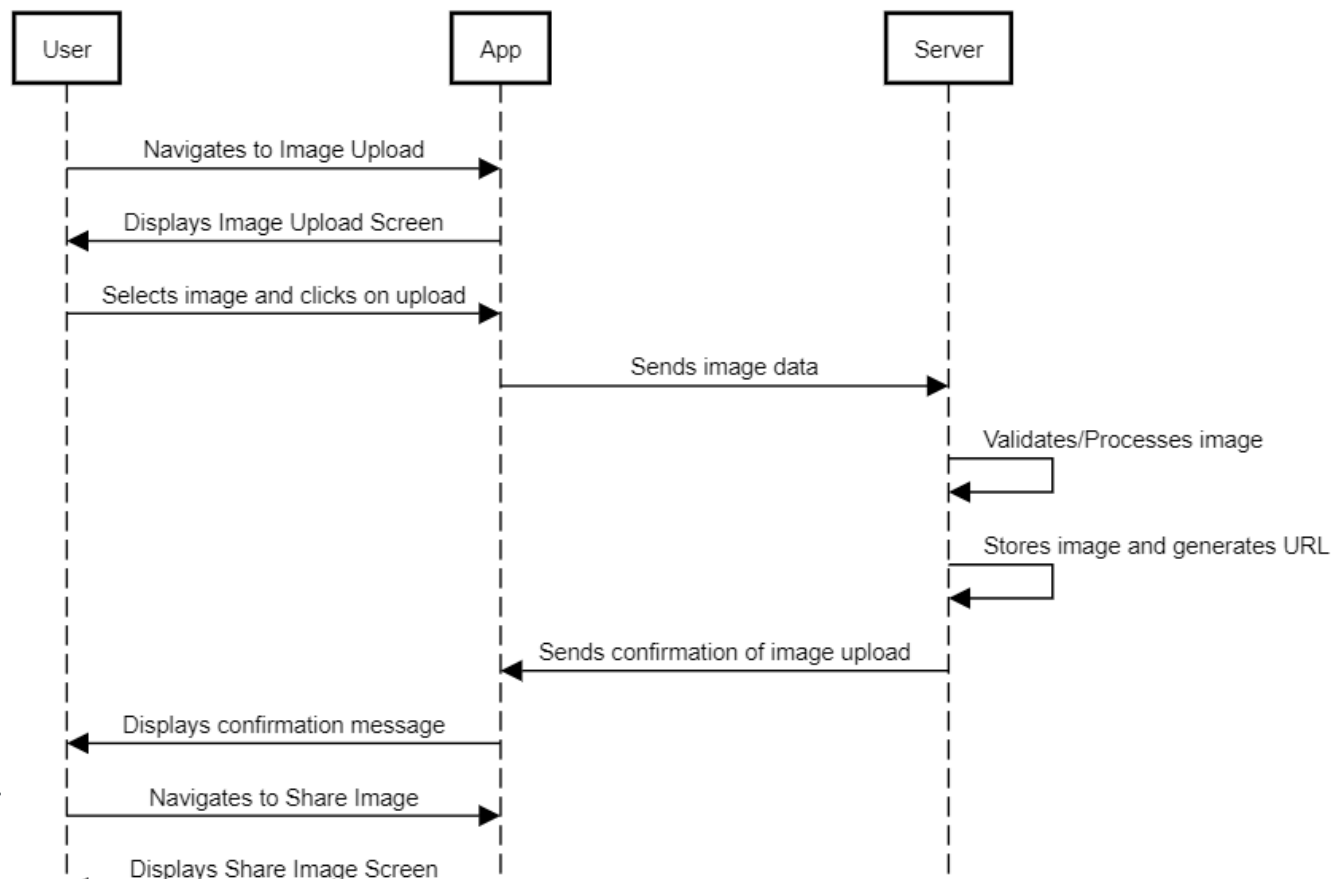 User
App
Server
Navigates to Image Upload
Displays Image Upload Screen
Selects image and clicks on upload
Sends image data
Validates/Processes image
Stores image and generates URL
Sends confirmation of image upload
Displays confirmation message
Navigates to Share Image
Displays Share Image Screen